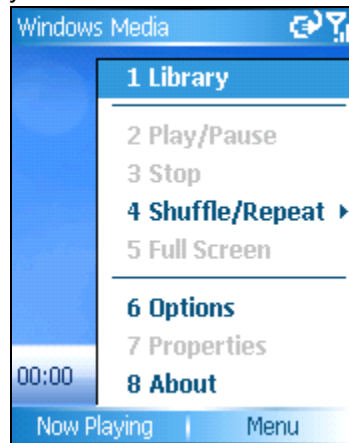 Windows Media
1 Library
2 Play/Pause
3 Stop
4 Shuffle/Repeat
5 Full Screen
6 Options
7 Properties
00:00
8 About
Now Playing
Menu